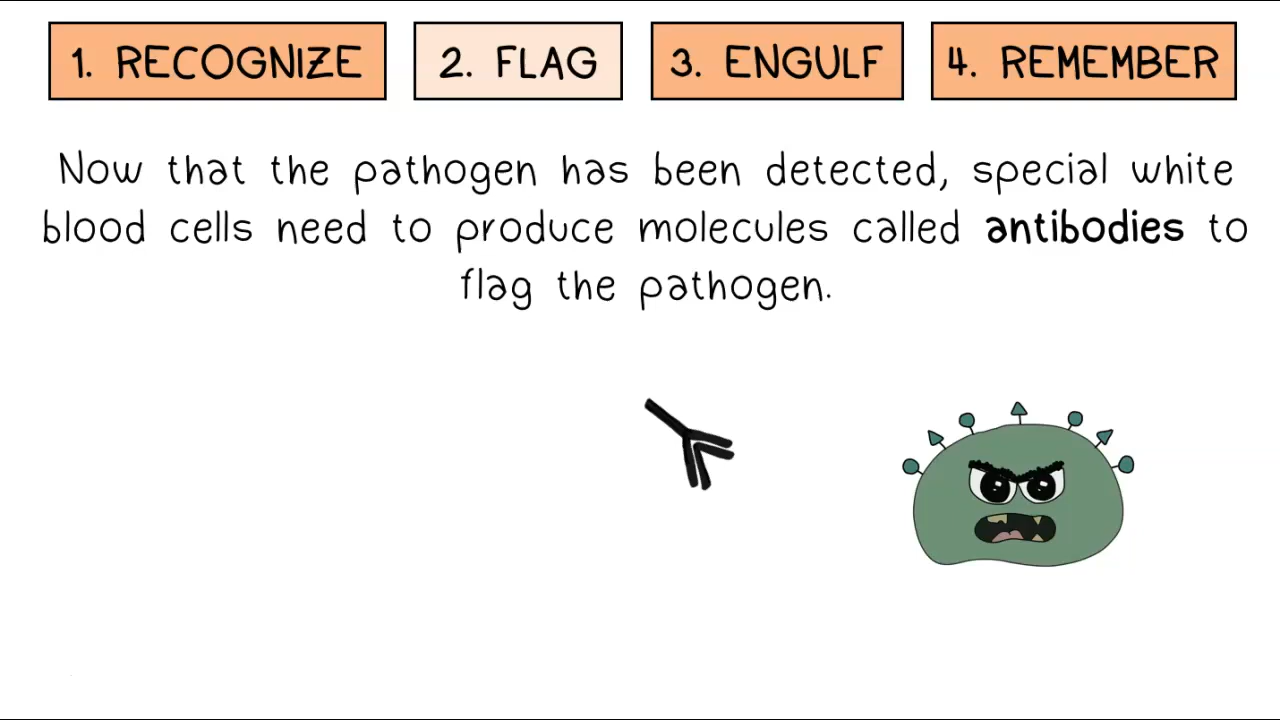 1. RECOGNIZE
2. FLAG
3. ENGULF
4. REMEMBER
Now that the pathogen has been detected, special white
blood cells need to produce molecules called antibodies to
flag the pathogen.